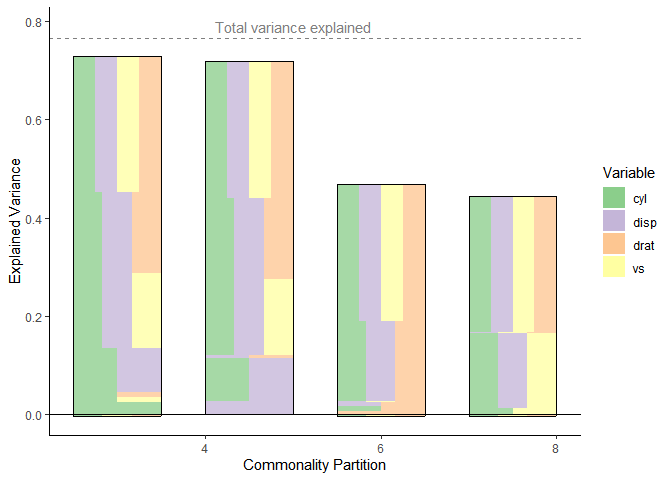 Total variance explained
0.8
0.6
0.4
0.2
0.0
Explained Variance
4
6
8
Commonality Partition
Variable
cyl
disp
drat
vs